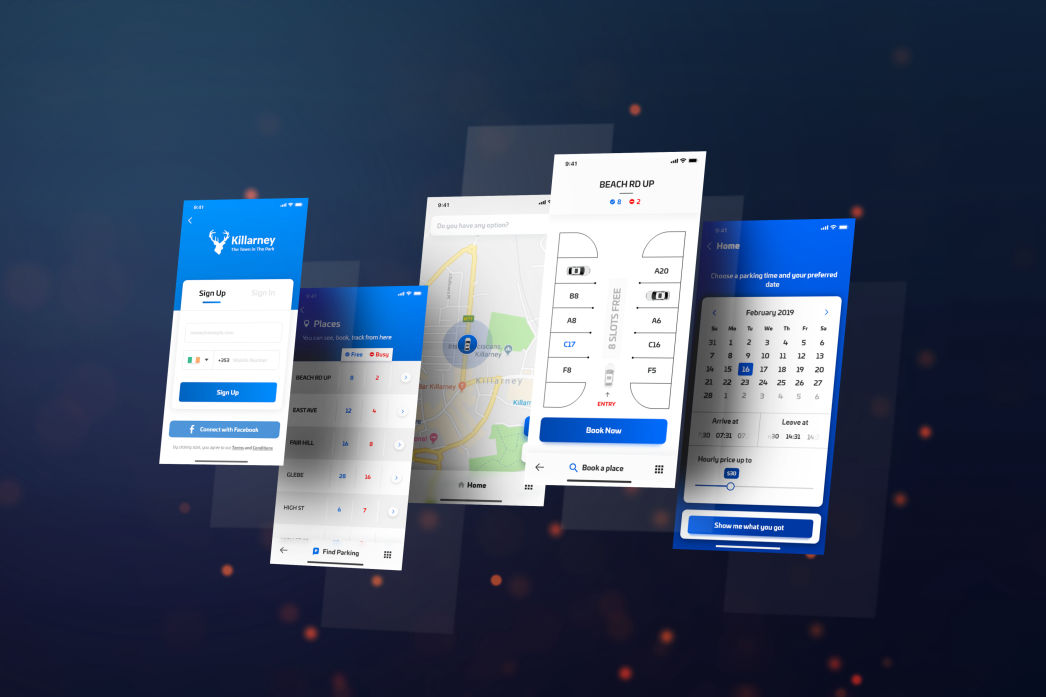 9:41
Killarney
The Town in The Park
Sign Up
Sign In
+353 Mobile Number
Sign Up
Connect with Facebook
By clicking start, you agree to our Terms and Conditions
9:41
Places
You can see, book, track from here
Free Busy
BEACH RD UP 8 2
EAST AVE 12 4
FAIR HILL 16 8
GLEBE 28 16
HIGH ST 6 7
Find Parking
9:41
Do you have any option?
Killarney
Killarney
Home
9:41
BEACH RD UP
8 2
A20
B8
A8 A6
C17 C16
F8 F5
8 SLOTS FREE
ENTRY
Book Now
Book a place
9:41
Home
Choose a parking time and your preferred
date
February 2019
Su Mo Tu We Th Fr Sa
31 1 2 3 4 5 6
7 8 9 10 11 12 13
14 15 16 17 18 19 20
21 22 23 24 25 26 27
28 1 2 3 4 5 6
Arrive at Leave at
07:31 14:31
Hourly price up to
$30
Show me what you got